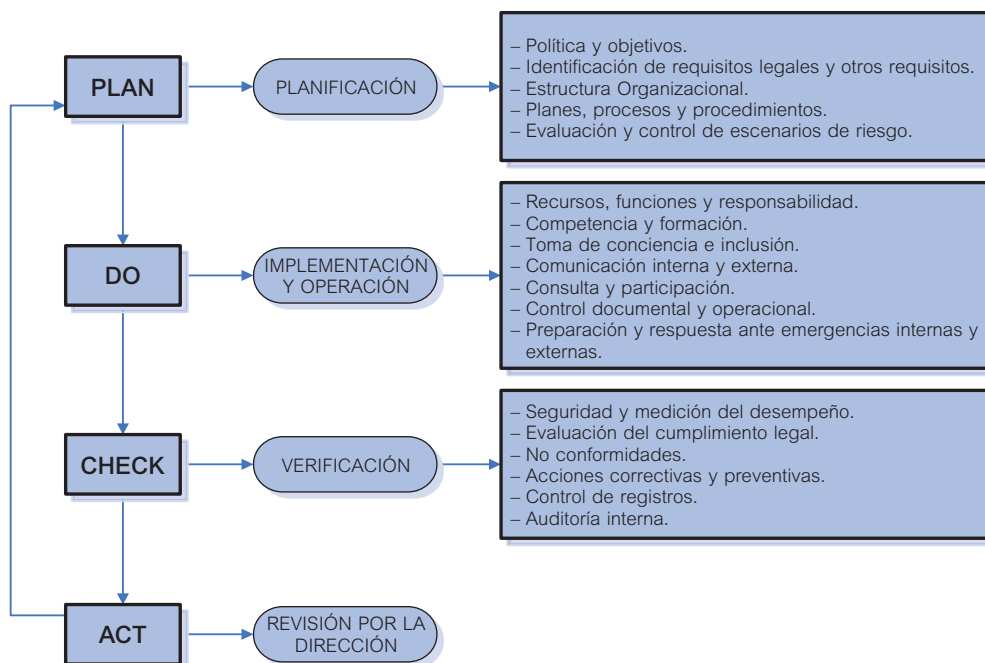 PLAN
PLANIFICACIÓN
– Política y objetivos.
– Identificación de requisitos legales y otros requisitos.
– Estructura Organizacional.
– Planes, procesos y procedimientos.
– Evaluación y control de escenarios de riesgo.
DO
IMPLEMENTACIÓN
Y OPERACIÓN
– Recursos, funciones y responsabilidad.
– Competencia y formación.
– Toma de conciencia e inclusión.
– Comunicación interna y externa.
– Consulta y participación.
– Control documental y operacional.
– Preparación y respuesta ante emergencias internas y
externas.
CHECK
VERIFICACIÓN
– Seguridad y medición del desempeño.
– Evaluación del cumplimiento legal.
– No conformidades.
– Acciones correctivas y preventivas.
– Control de registros.
– Auditoría interna.
ACT
REVISIÓN POR LA
DIRECCIÓN